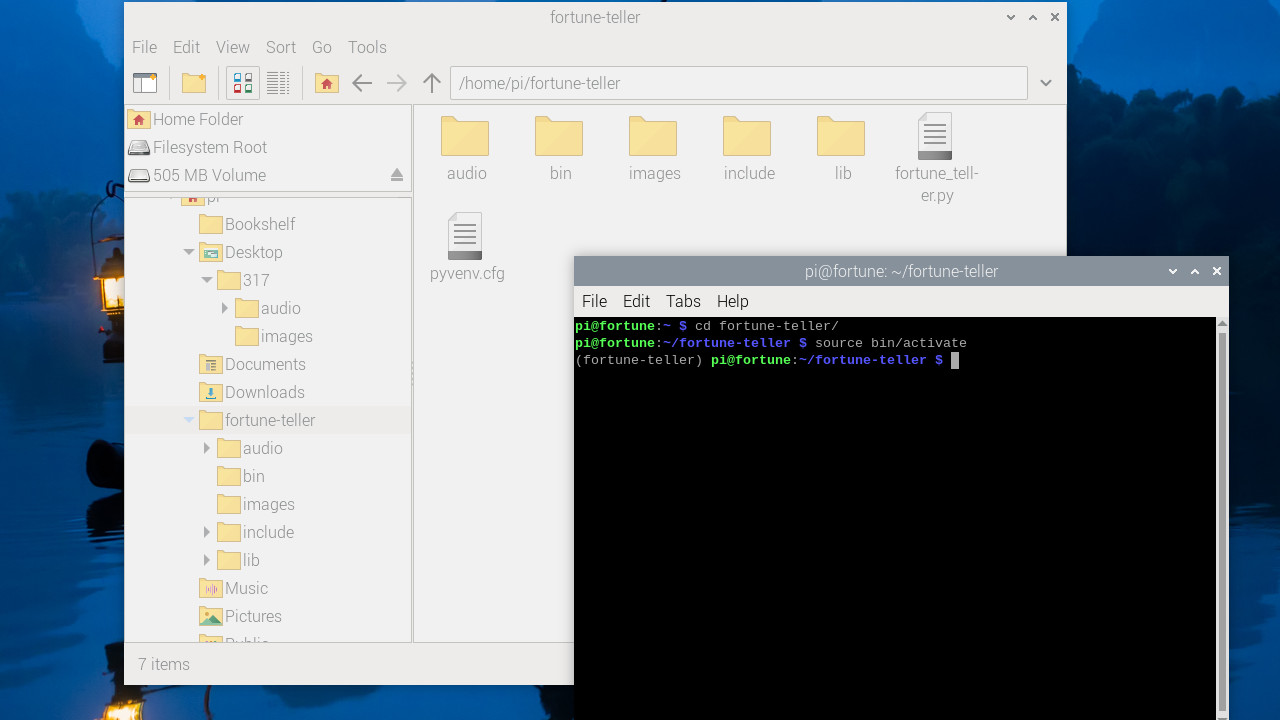 fortune-teller
File Edit View Sort Go Tools
/home/pi/fortune-teller
Home Folder
Filesystem Root
505 MB Volume
pi
Bookshelf
Desktop
317
audio
images
Documents
Downloads
fortune-teller
audio
bin
images
include
lib
Music
Pictures
Public
7 items
audio bin images include lib fortune_tell-
er.py
pyvenv.cfg
pi@fortune: ~/fortune-teller
File Edit Tabs Help
pi@fortune:~ $ cd fortune-teller/
pi@fortune:~/fortune-teller $ source bin/activate
(fortune-teller) pi@fortune:~/fortune-teller $